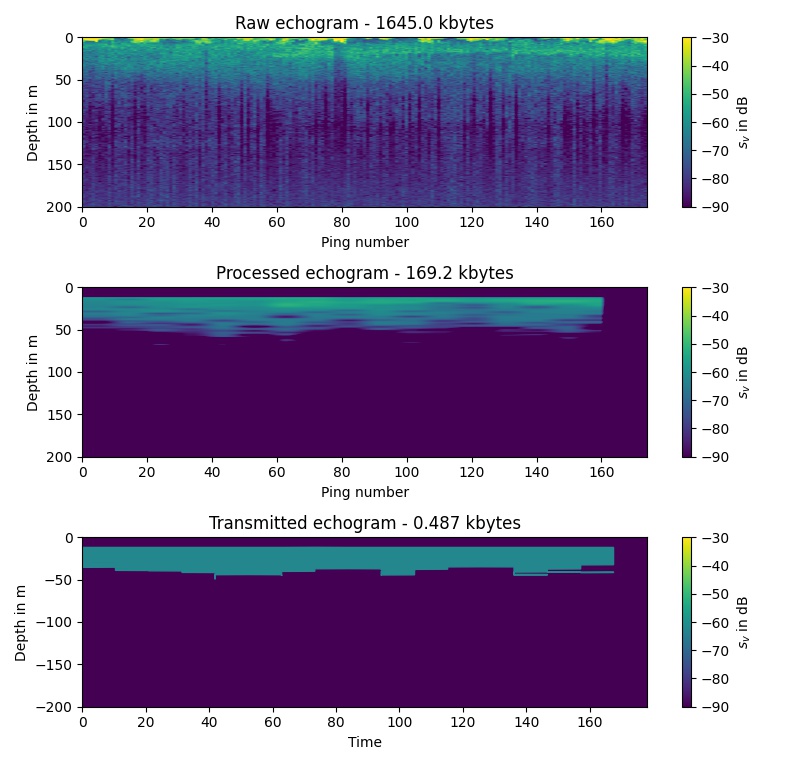 Raw echogram - 1645.0 kbytes
0
50
100
150
200
Depth in m
0 20 40 60 80 100 120 140 160
Ping number
−30
−40
−50
−60
−70
−80
−90
sv in dB
Processed echogram - 169.2 kbytes
0
50
100
150
200
Depth in m
0 20 40 60 80 100 120 140 160
Ping number
−30
−40
−50
−60
−70
−80
−90
sv in dB
Transmitted echogram - 0.487 kbytes
0
−50
−100
−150
−200
Depth in m
0 20 40 60 80 100 120 140 160
Time
−30
−40
−50
−60
−70
−80
−90
sv in dB